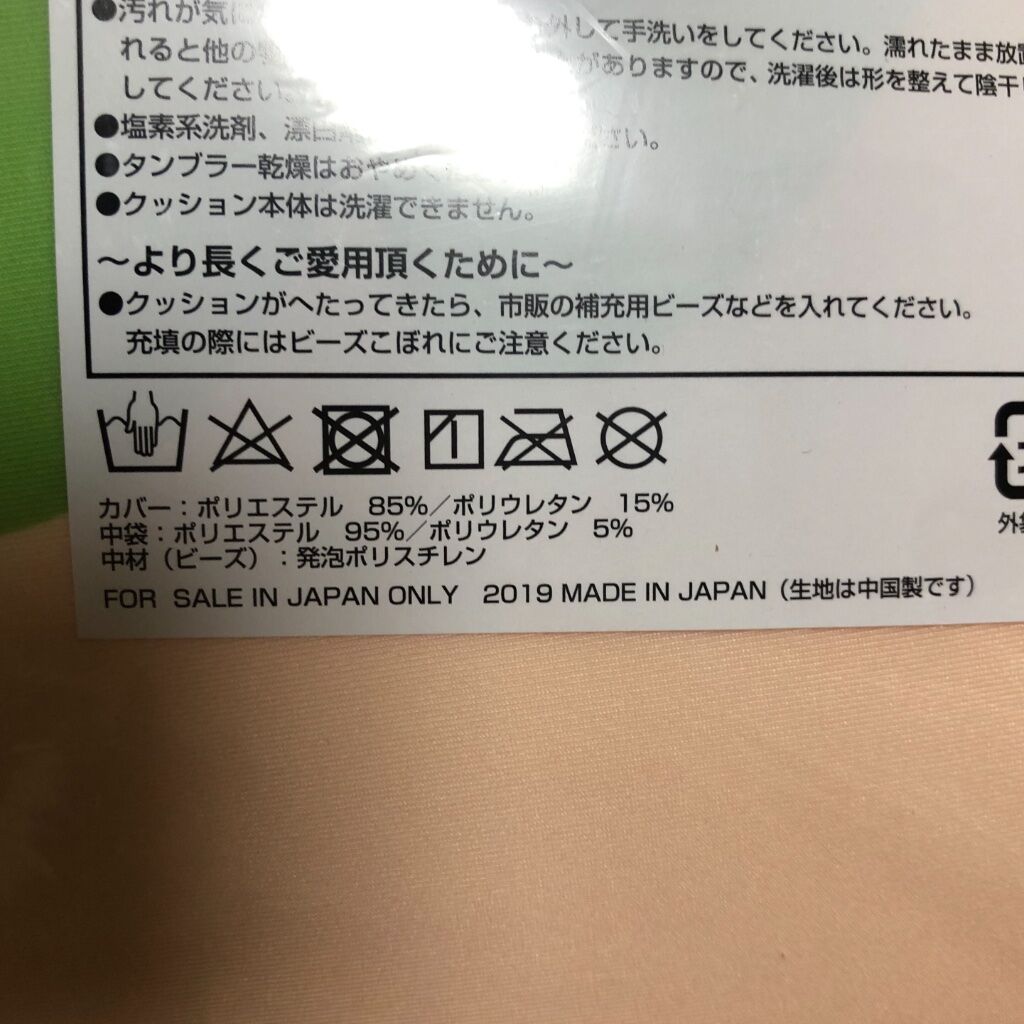 ●汚れが気に 外して手洗いをしてください。濡れたまま放置
れると他の がありますので、洗濯後は形を整えて陰干し
してください。
●塩素系洗剤、漂白 さい。
●タンブラー乾燥はおやめく
●クッション本体は洗濯できません。
～より長くご愛用頂くために～
●クッションがへたってきたら、市販の補充用ビーズなどを入れてください。
充填の際にはビーズこぼれにご注意ください。
カバー：ポリエステル 85%／ポリウレタン 15%
中袋：ポリエステル 95%／ポリウレタン 5%
中材（ビーズ）：発泡ポリスチレン
外袋
FOR SALE IN JAPAN ONLY 2019 MADE IN JAPAN（生地は中国製です）